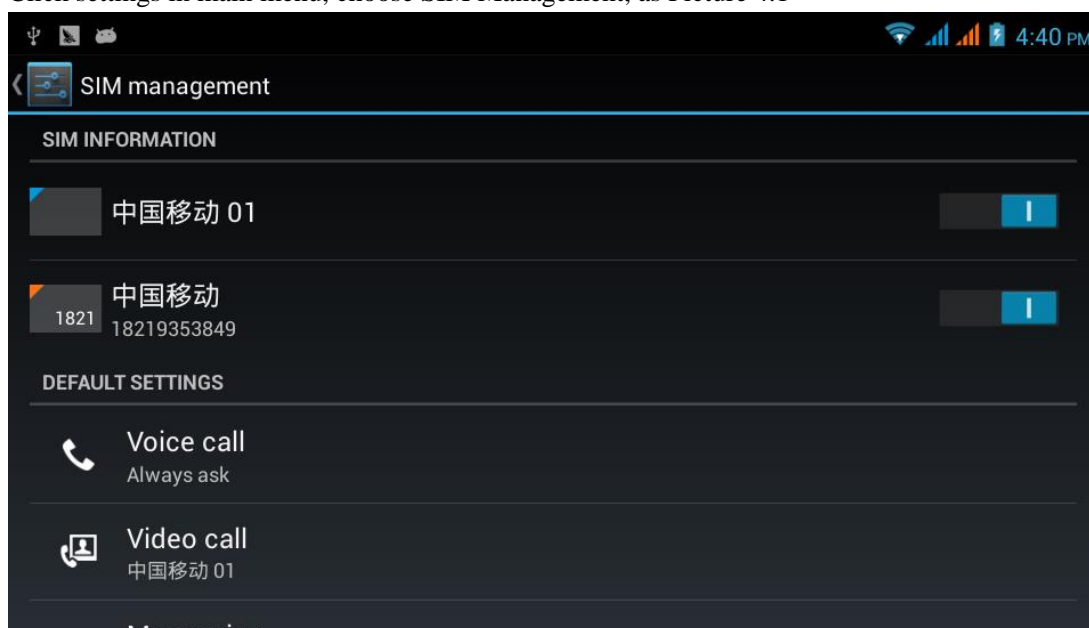 4:40 PM
SIM management
SIM INFORMATION
中国移动 01
中国移动
1821
18219353849
DEFAULT SETTINGS
Voice call
Always ask
Video call
中国移动 01